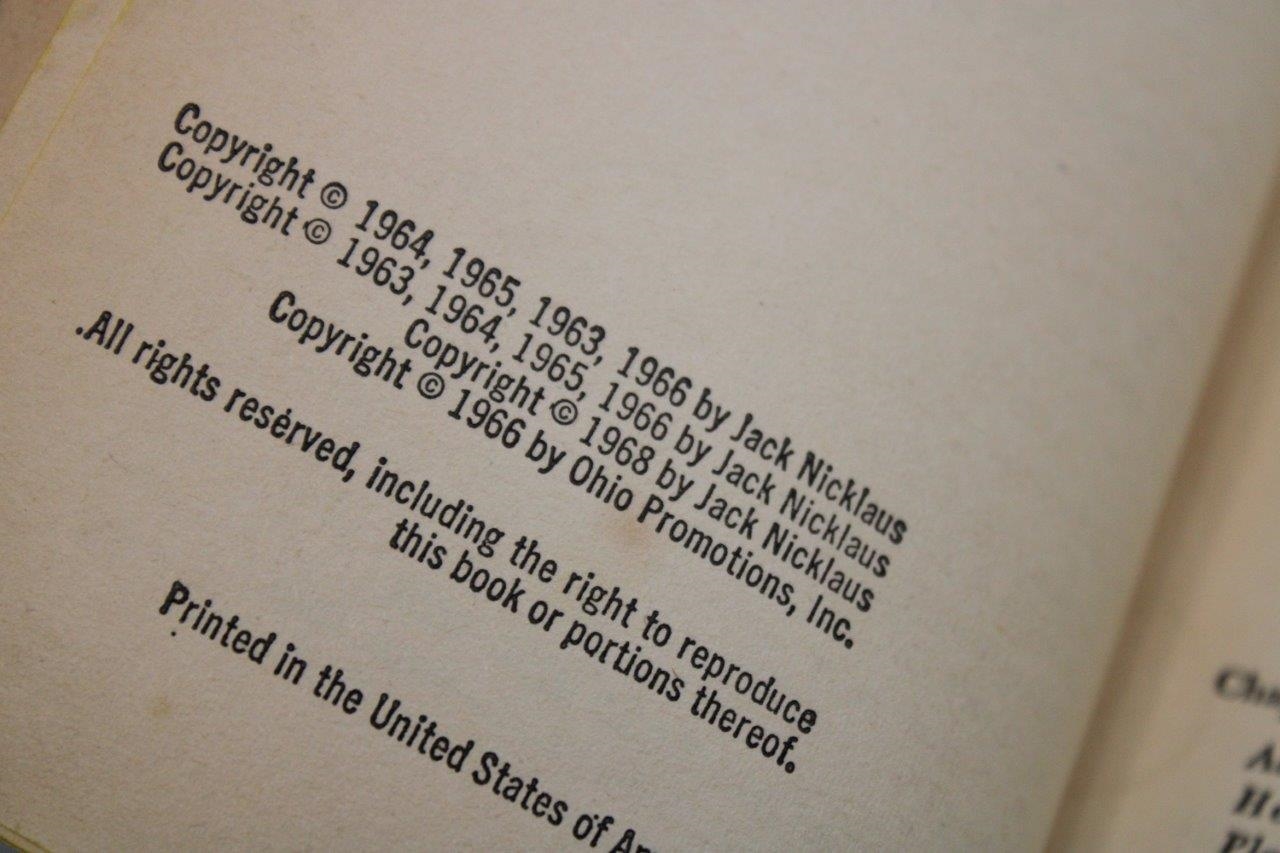 Copyright © 1964, 1965, 1963, 1966 by Jack Nicklaus
Copyright © 1963, 1964, 1965, 1966 by Jack Nicklaus
Copyright © 1968 by Jack Nicklaus
Copyright © 1966 by Ohio Promotions, Inc.
All rights reserved, including the right to reproduce
this book or portions thereof.
Printed in the United States of